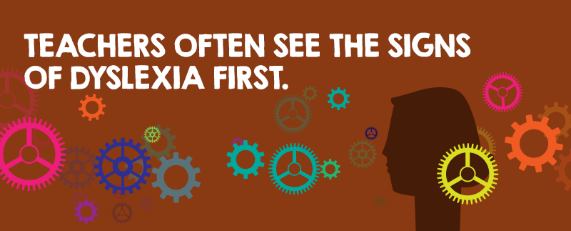 TEACHERS OFTEN SEE THE SIGNS
OF DYSLEXIA FIRST.